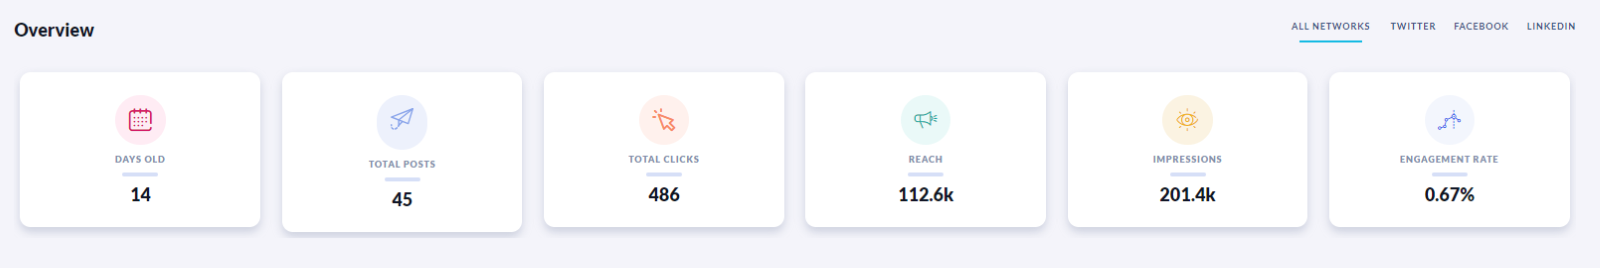 Overview
ALL NETWORKS TWITTER FACEBOOK LINKEDIN
DAYS OLD
14
TOTAL POSTS
45
TOTAL CLICKS
486
REACH
112.6k
IMPRESSIONS
201.4k
ENGAGEMENT RATE
0.67%